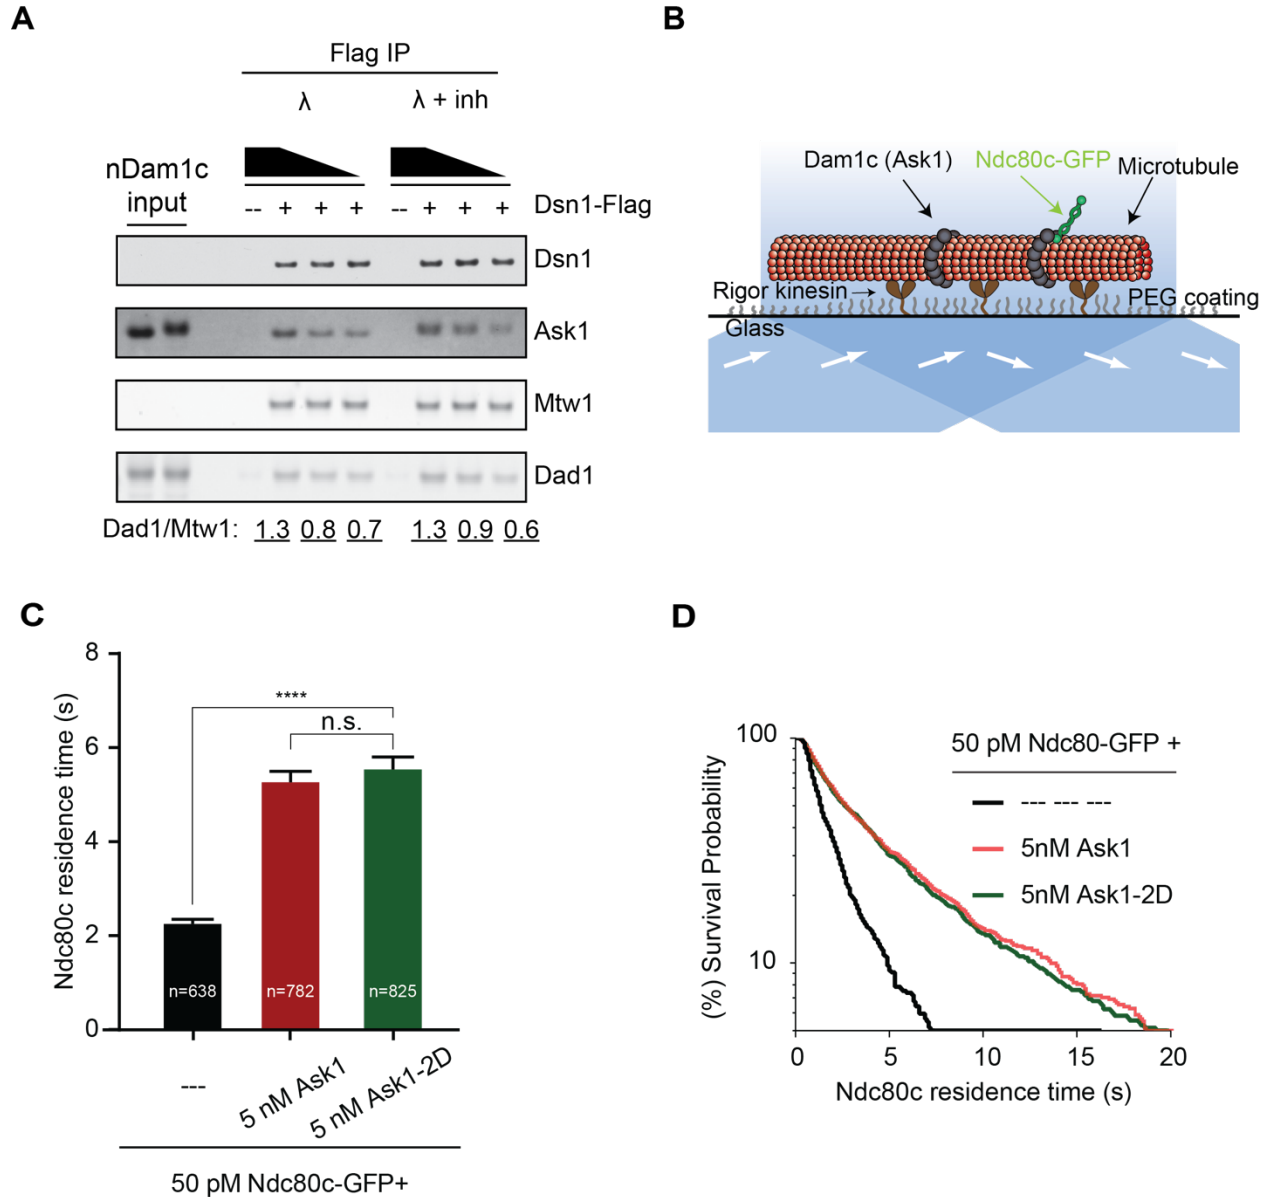 A
Flag IP
λ
λ + inh
nDam1c
input
-- + + + -- + + + Dsn1-Flag
Dsn1
Ask1
Mtw1
Dad1
Dad1/Mtw1: 1.3 0.8 0.7 1.3 0.9 0.6
B
Dam1c (Ask1)
Ndc80c-GFP
Microtubule
Rigor kinesin
PEG coating
Glass
C
Ndc80c residence time (s)
8
6
4
2
0
****
n.s.
n=638
n=782
n=825
---
5 nM Ask1
5 nM Ask1-2D
50 pM Ndc80c-GFP+
D
(%) Survival Probability
100
10
50 pM Ndc80-GFP +
--- --- ---
5nM Ask1
5nM Ask1-2D
0 5 10 15 20
Ndc80c residence time (s)